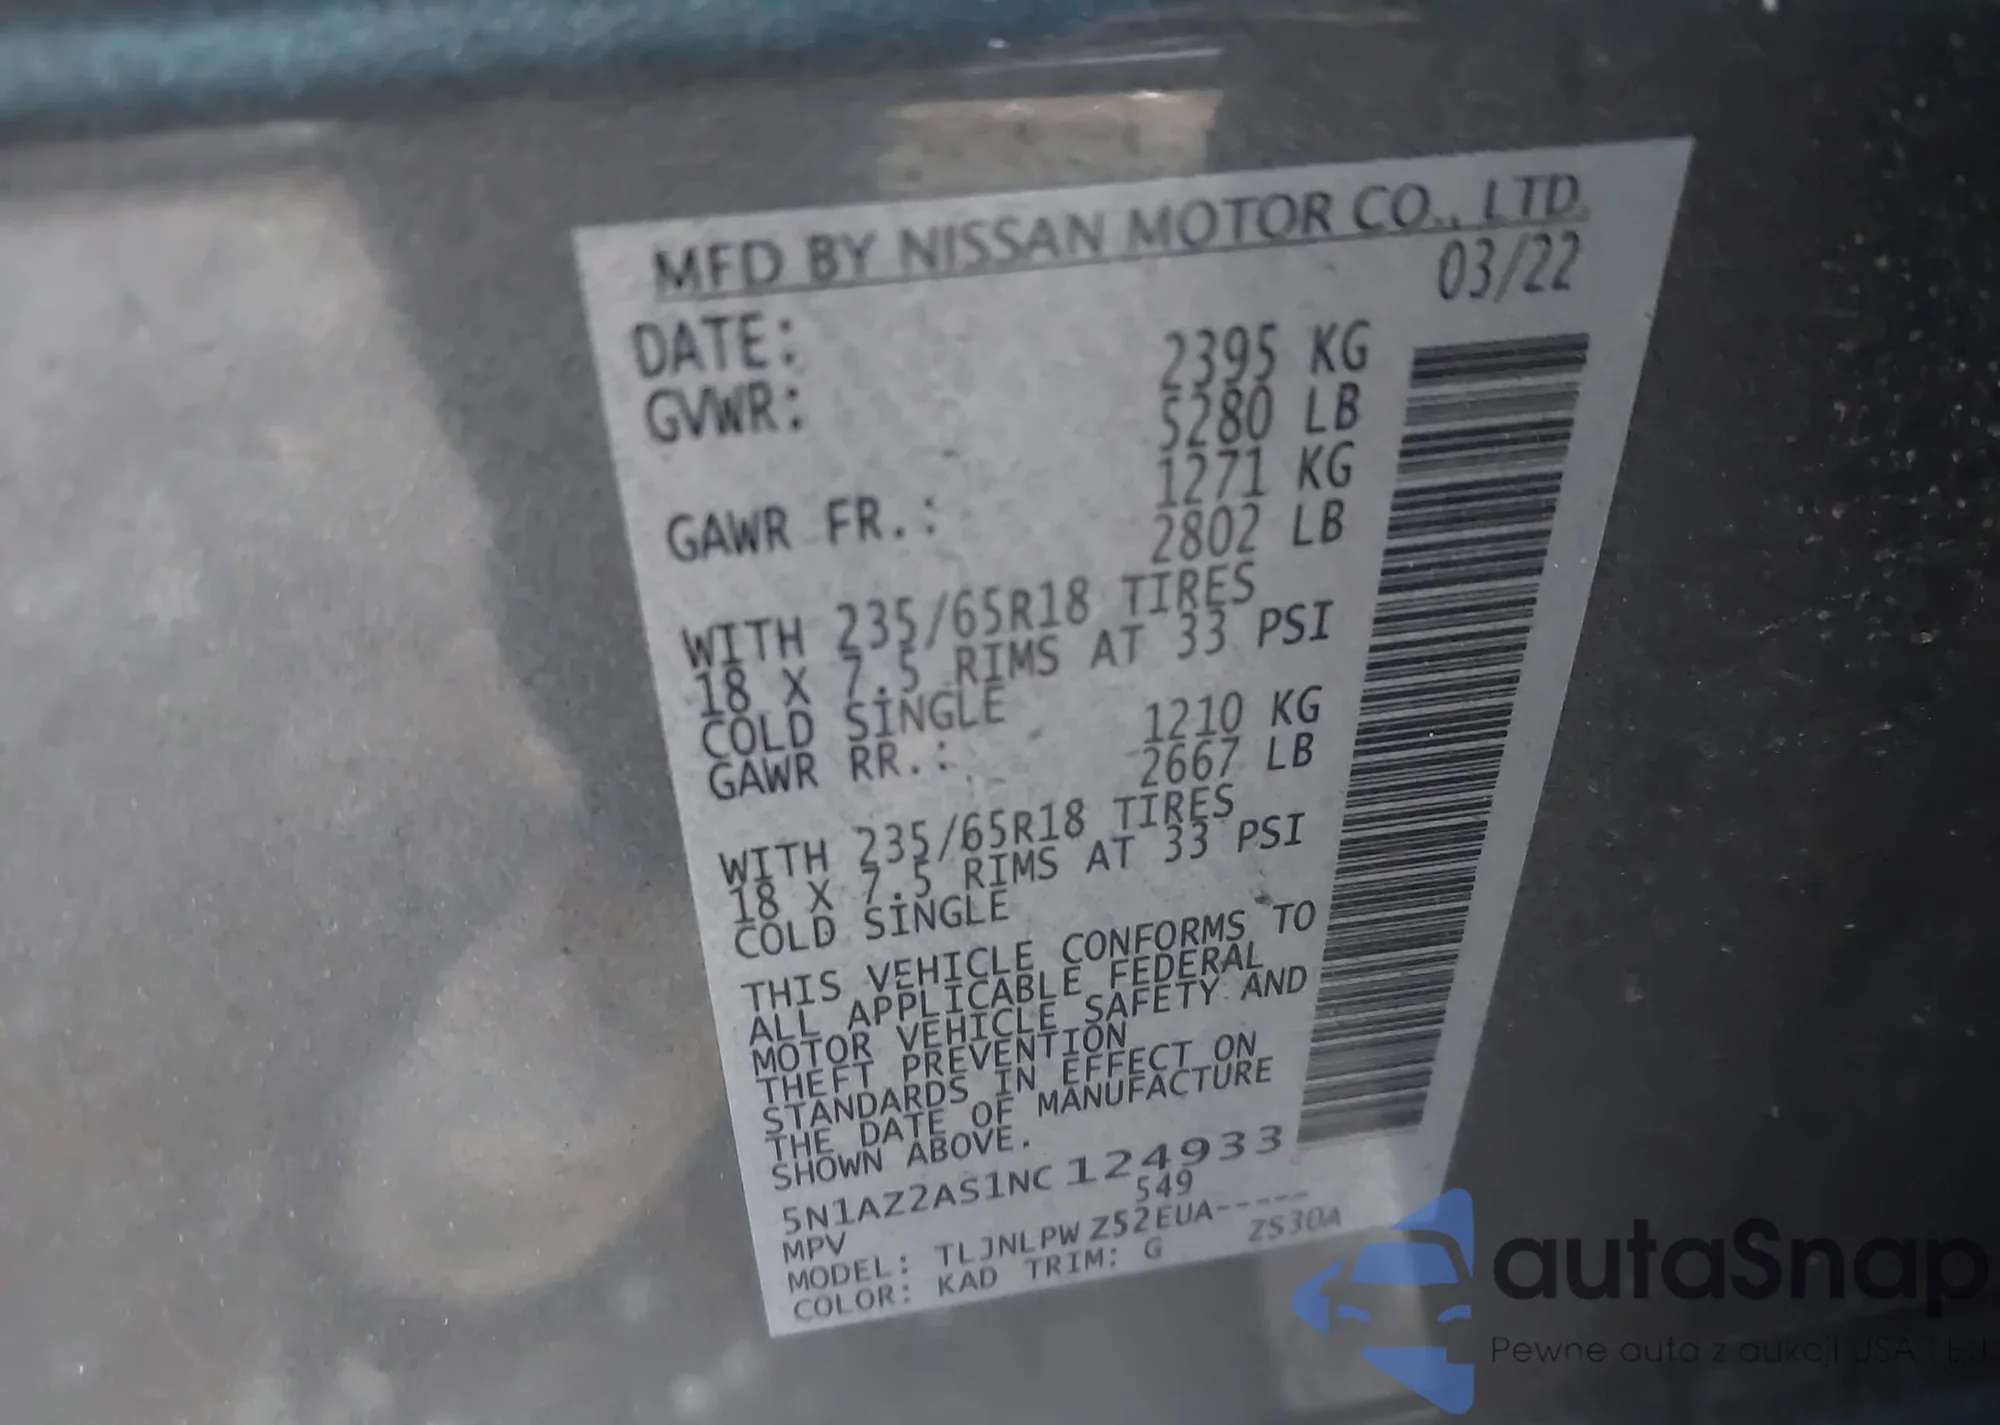 MFD BY NISSAN MOTOR CO., LTD.
DATE: 03/22
GVWR: 2395 KG
5280 LB
GAWR FR.: 1271 KG
2802 LB
WITH 235/65R18 TIRES
18 X 7.5 RIMS AT 33 PSI
COLD SINGLE
GAWR RR.: 1210 KG
2667 LB
WITH 235/65R18 TIRES
18 X 7.5 RIMS AT 33 PSI
COLD SINGLE
THIS VEHICLE CONFORMS TO
ALL APPLICABLE FEDERAL
MOTOR VEHICLE SAFETY AND
THEFT PREVENTION
STANDARDS IN EFFECT ON
THE DATE OF MANUFACTURE
SHOWN ABOVE.
5N1AZ2AS1NC124933
MPV 549
MODEL: TLJNLPW Z52EUA-----
COLOR: KAD TRIM: G ZS30A
autaSnap
Pewne auta z aukcji USA i EU